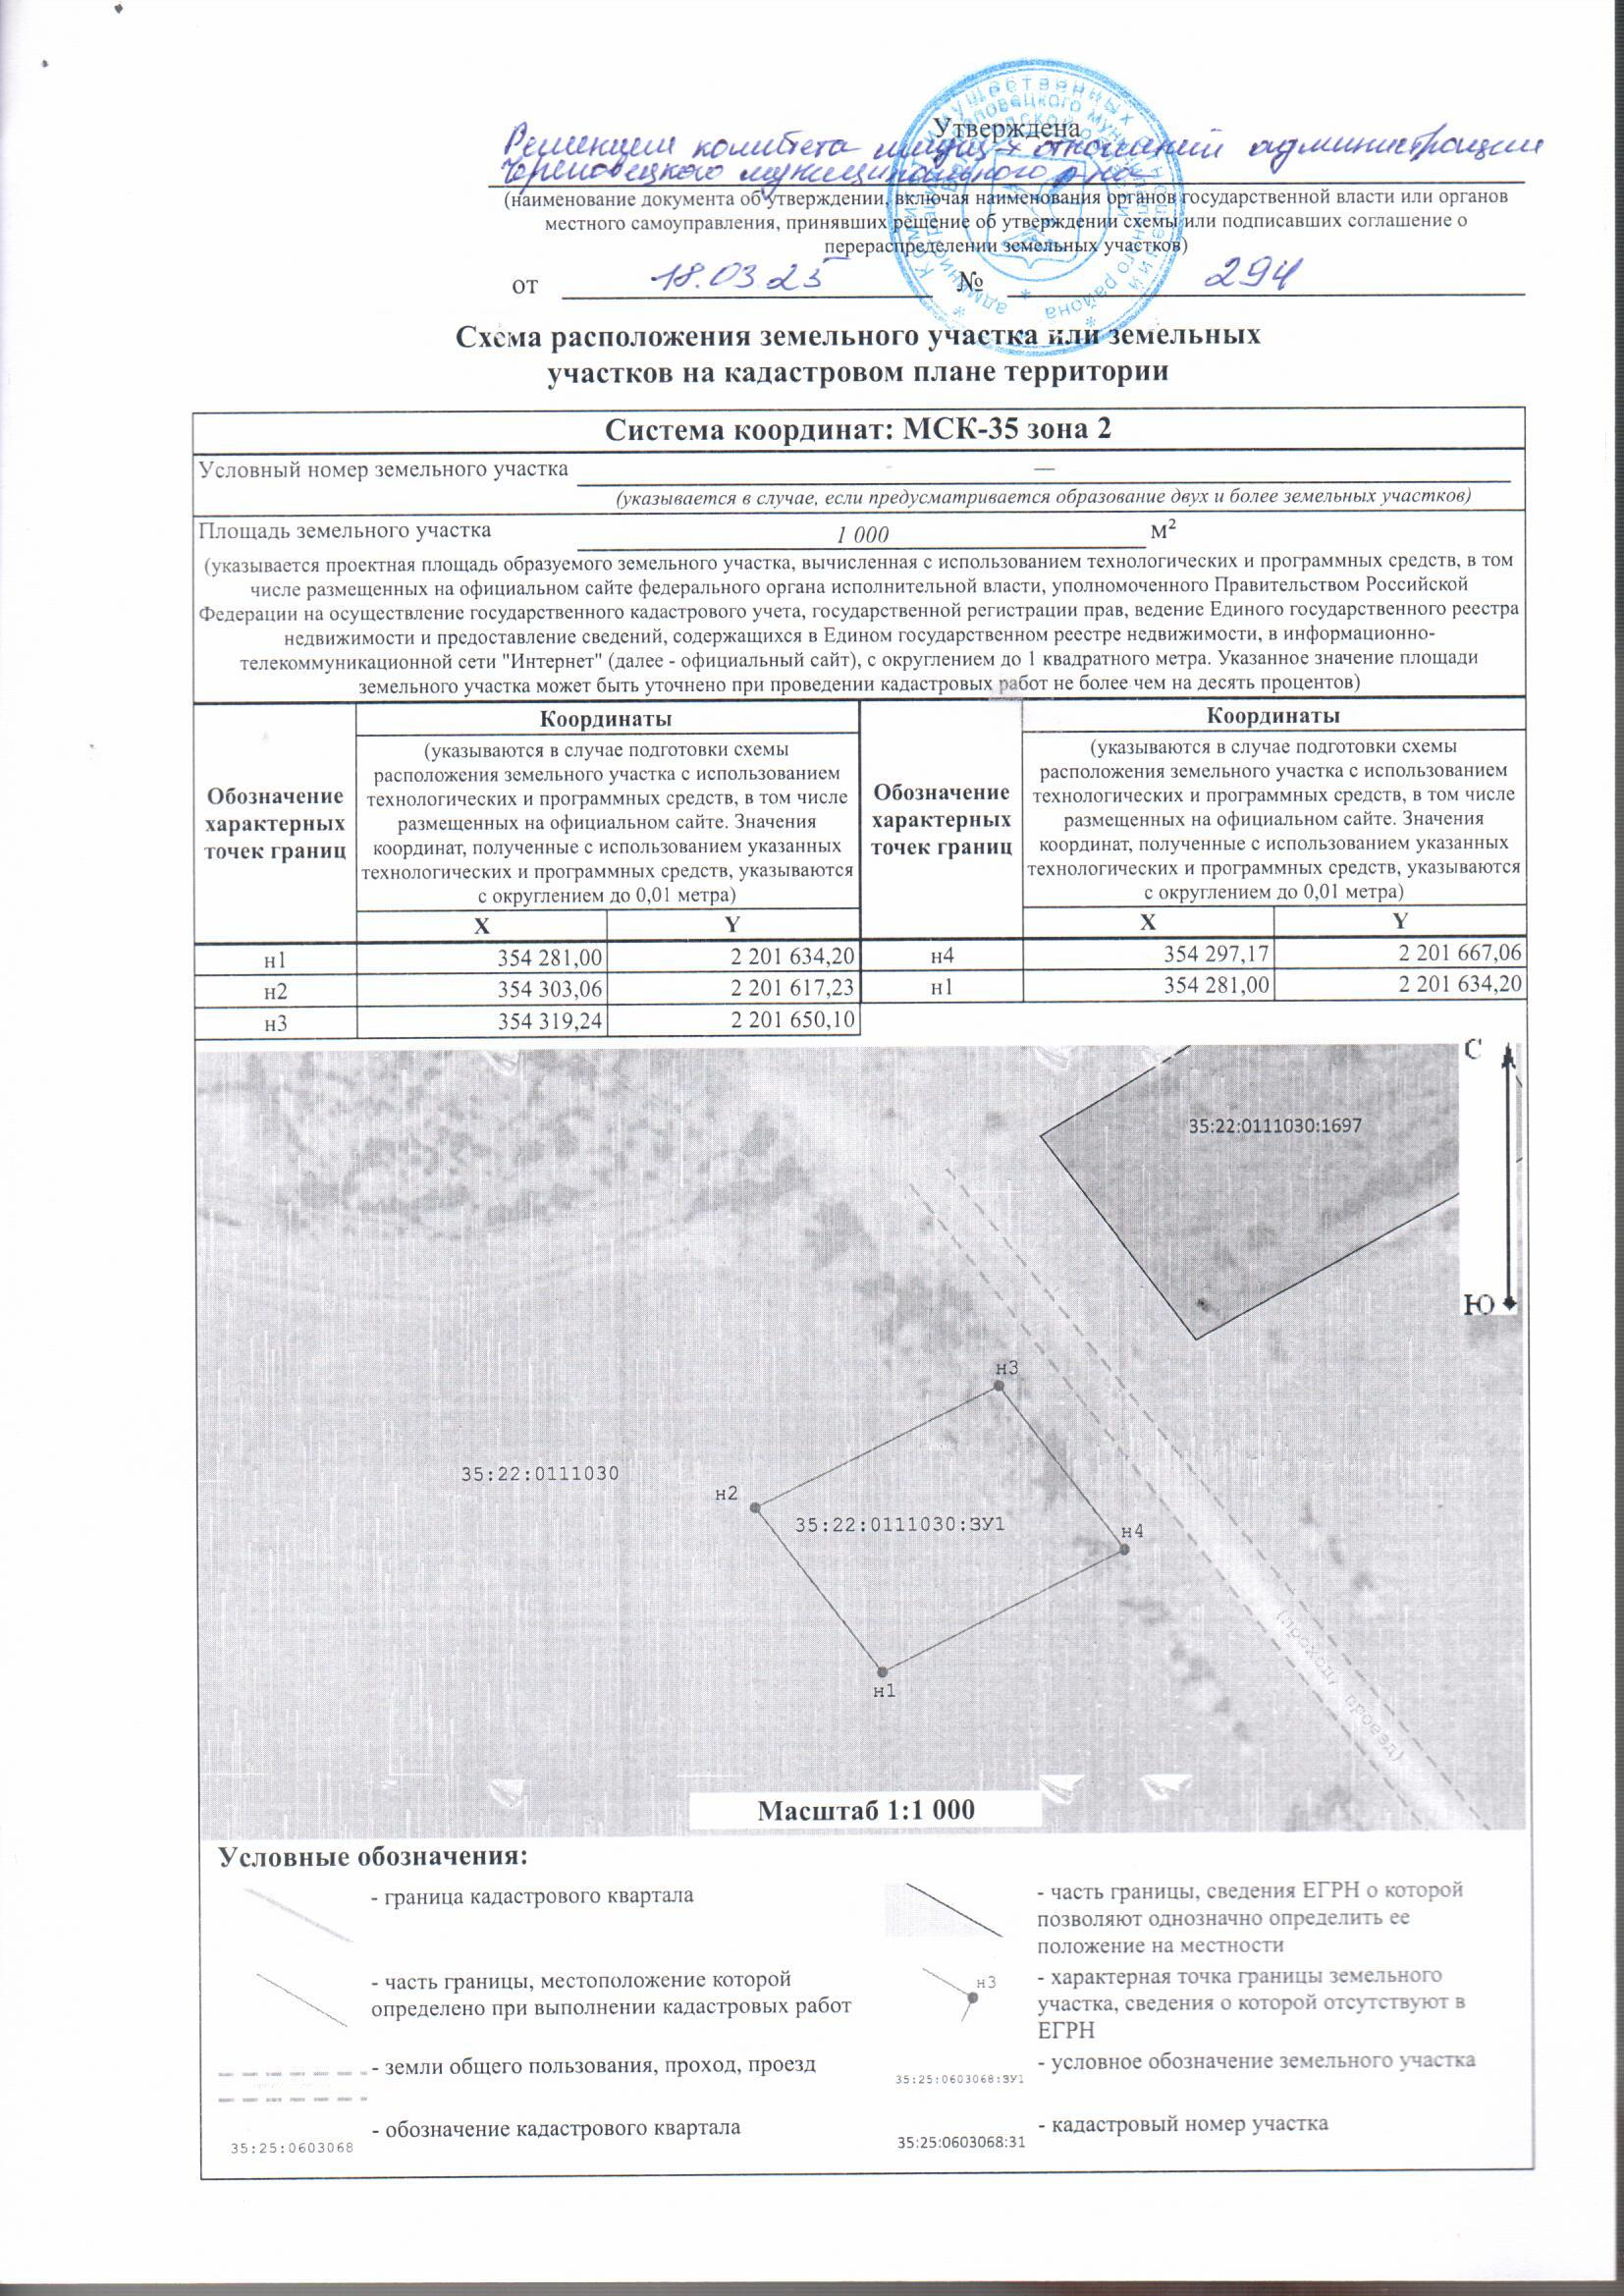 Утверждена
Решением комитета имущ-х отношений администрации
Череповецкого муниципального р-на
(наименование документа об утверждении, включая наименования органов государственной власти или органов
местного самоуправления, принявших решение об утверждении схемы или подписавших соглашение о
перераспределении земельных участков)
от 18.03.25 № 294
Схема расположения земельного участка или земельных
участков на кадастровом плане территории
Система координат: МСК-35 зона 2
Условный номер земельного участка —
(указывается в случае, если предусматривается образование двух и более земельных участков)
Площадь земельного участка 1 000 м²
(указывается проектная площадь образуемого земельного участка, вычисленная с использованием технологических и программных средств, в том
числе размещенных на официальном сайте федерального органа исполнительной власти, уполномоченного Правительством Российской
Федерации на осуществление государственного кадастрового учета, государственной регистрации прав, ведение Единого государственного реестра
недвижимости и предоставление сведений, содержащихся в Едином государственном реестре недвижимости, в информационно-
телекоммуникационной сети "Интернет" (далее - официальный сайт), с округлением до 1 квадратного метра. Указанное значение площади
земельного участка может быть уточнено при проведении кадастровых работ не более чем на десять процентов)
Обозначение
характерных
точек границ
Координаты
(указываются в случае подготовки схемы
расположения земельного участка с использованием
технологических и программных средств, в том числе
размещенных на официальном сайте. Значения
координат, полученные с использованием указанных
технологических и программных средств, указываются
с округлением до 0,01 метра)
X Y
Обозначение
характерных
точек границ
Координаты
(указываются в случае подготовки схемы
расположения земельного участка с использованием
технологических и программных средств, в том числе
размещенных на официальном сайте. Значения
координат, полученные с использованием указанных
технологических и программных средств, указываются
с округлением до 0,01 метра)
X Y
н1 354 281,00 2 201 634,20 н4 354 297,17 2 201 667,06
н2 354 303,06 2 201 617,23 н1 354 281,00 2 201 634,20
н3 354 319,24 2 201 650,10
С
35:22:0111030:1697
Ю
н3
35:22:0111030
н2
35:22:0111030:ЗУ1
н4
(проход, проезд)
н1
Масштаб 1:1 000
Условные обозначения:
- граница кадастрового квартала
- часть границы, сведения ЕГРН о которой
позволяют однозначно определить ее
положение на местности
- часть границы, местоположение которой
определено при выполнении кадастровых работ
н3
- характерная точка границы земельного
участка, сведения о которой отсутствуют в
ЕГРН
- земли общего пользования, проход, проезд
35:25:0603068:ЗУ1
- условное обозначение земельного участка
35:25:0603068
- обозначение кадастрового квартала
35:25:0603068:31
- кадастровый номер участка